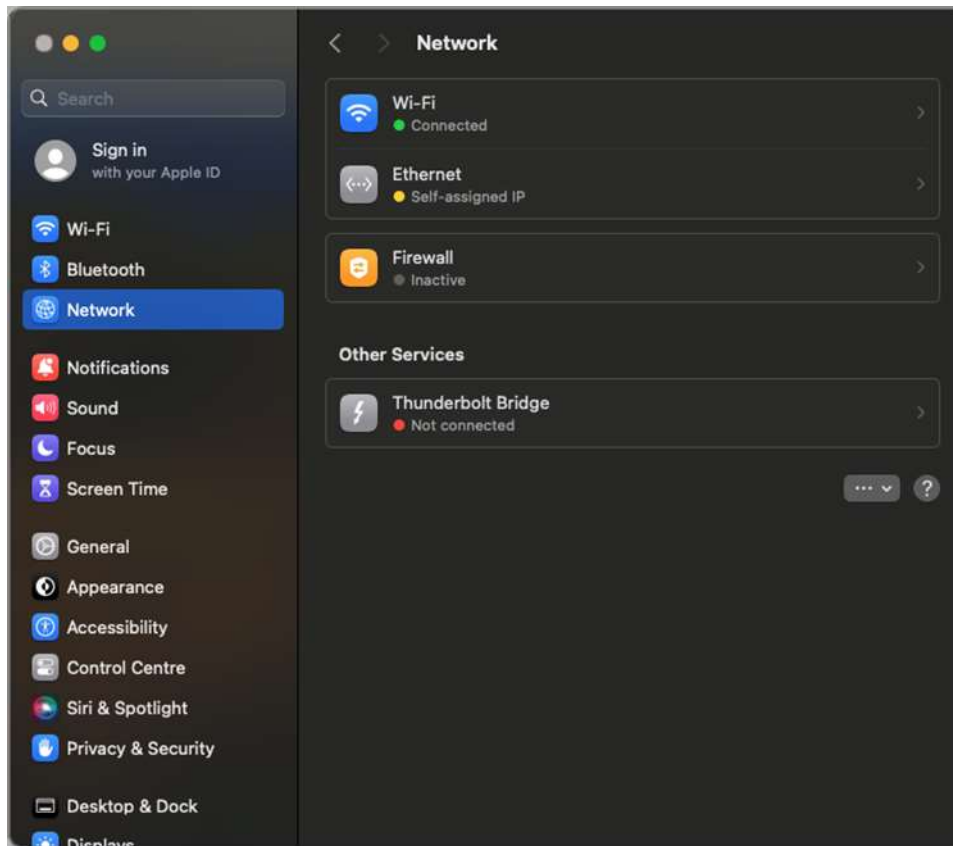 Search
Sign in
with your Apple ID
Wi-Fi
Bluetooth
Network
Notifications
Sound
Focus
Screen Time
General
Appearance
Accessibility
Control Centre
Siri & Spotlight
Privacy & Security
Desktop & Dock
Displays
Network
Wi-Fi
Connected
Ethernet
Self-assigned IP
Firewall
Inactive
Other Services
Thunderbolt Bridge
Not connected
?